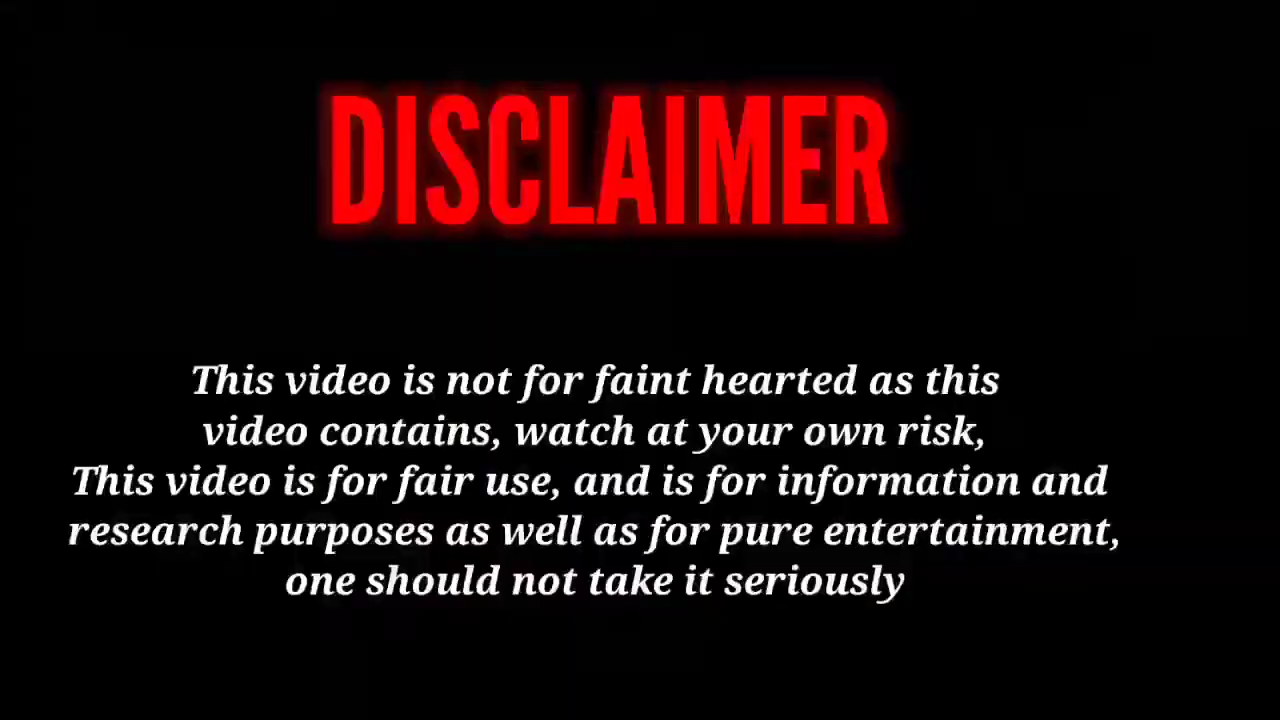 DISCLAIMER
This video is not for faint hearted as this
video contains, watch at your own risk,
This video is for fair use, and is for information and
research purposes as well as for pure entertainment,
one should not take it seriously